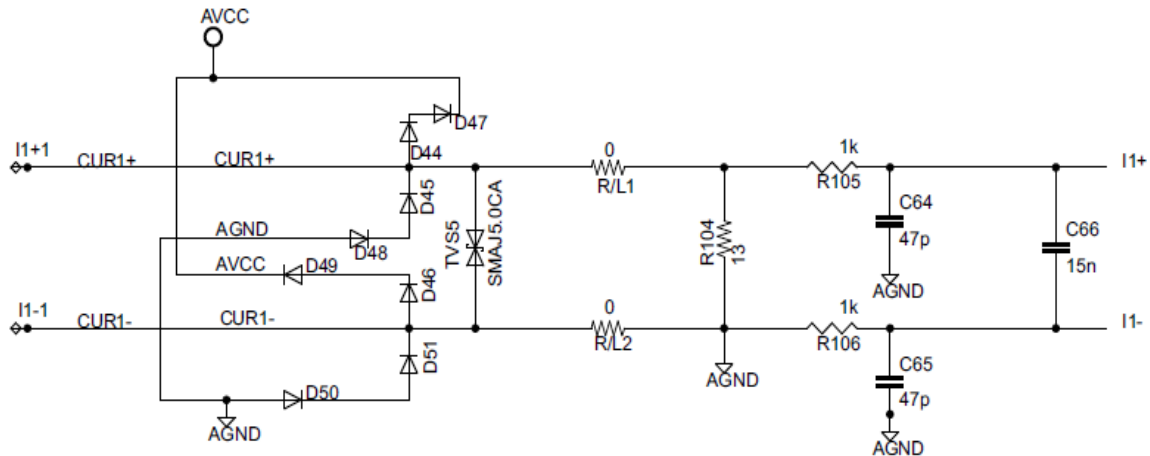 AVCC
D47
I1+1
CUR1+
CUR1+
D44
0
R/L1
1k
R105
I1+
D45
AGND
D48
TVS5
SMAJ5.0CA
R104
13
C64
47p
AGND
C66
15n
AVCC
D49
D46
I1-1
CUR1-
CUR1-
0
R/L2
1k
R106
I1-
D51
D50
AGND
AGND
C65
47p
AGND